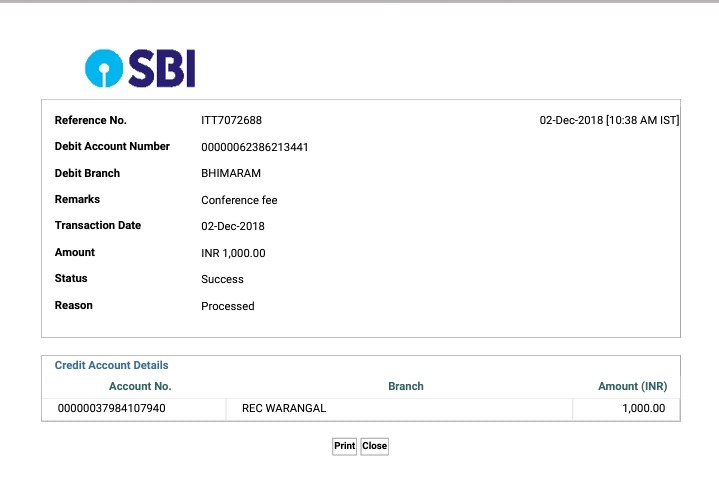 SBI
Reference No. ITT7072688 02-Dec-2018 [10:38 AM IST]
Debit Account Number 00000062386213441
Debit Branch BHIMARAM
Remarks Conference fee
Transaction Date 02-Dec-2018
Amount INR 1,000.00
Status Success
Reason Processed
Credit Account Details
Account No. Branch Amount (INR)
00000037984107940 REC WARANGAL 1,000.00
Print Close